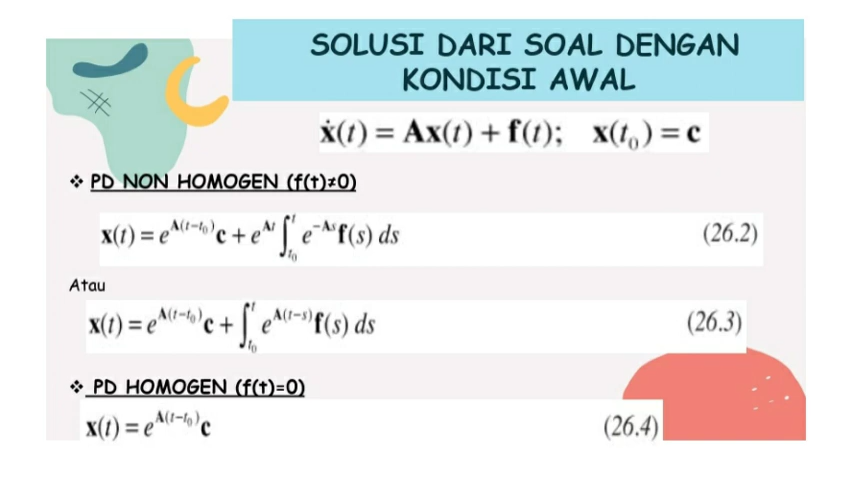 SOLUSI DARI SOAL DENGAN
KONDISI AWAL
ẋ(t) = Ax(t) + f(t); x(t₀) = c
❖ PD NON HOMOGEN (f(t)≠0)
x(t) = e^{A(t−t₀)}c + e^{At} ∫_{t₀}^{t} e^{−As}f(s) ds (26.2)
Atau
x(t) = e^{A(t−t₀)}c + ∫_{t₀}^{t} e^{A(t−s)}f(s) ds (26.3)
❖ PD HOMOGEN (f(t)=0)
x(t) = e^{A(t−t₀)}c (26.4)